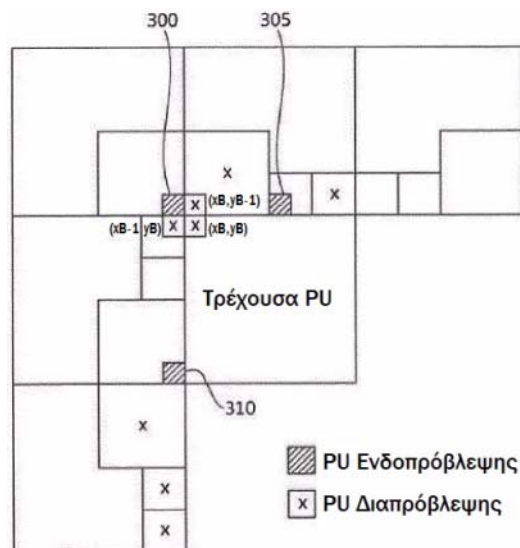 300
305
X
X
X
(xB,yB-1)
(xB-1 yB)
X
X
(xB,yB)
Τρέχουσα PU
310
X
PU Ενδοπρόβλεψης
X
X
PU Διαπρόβλεψης
X